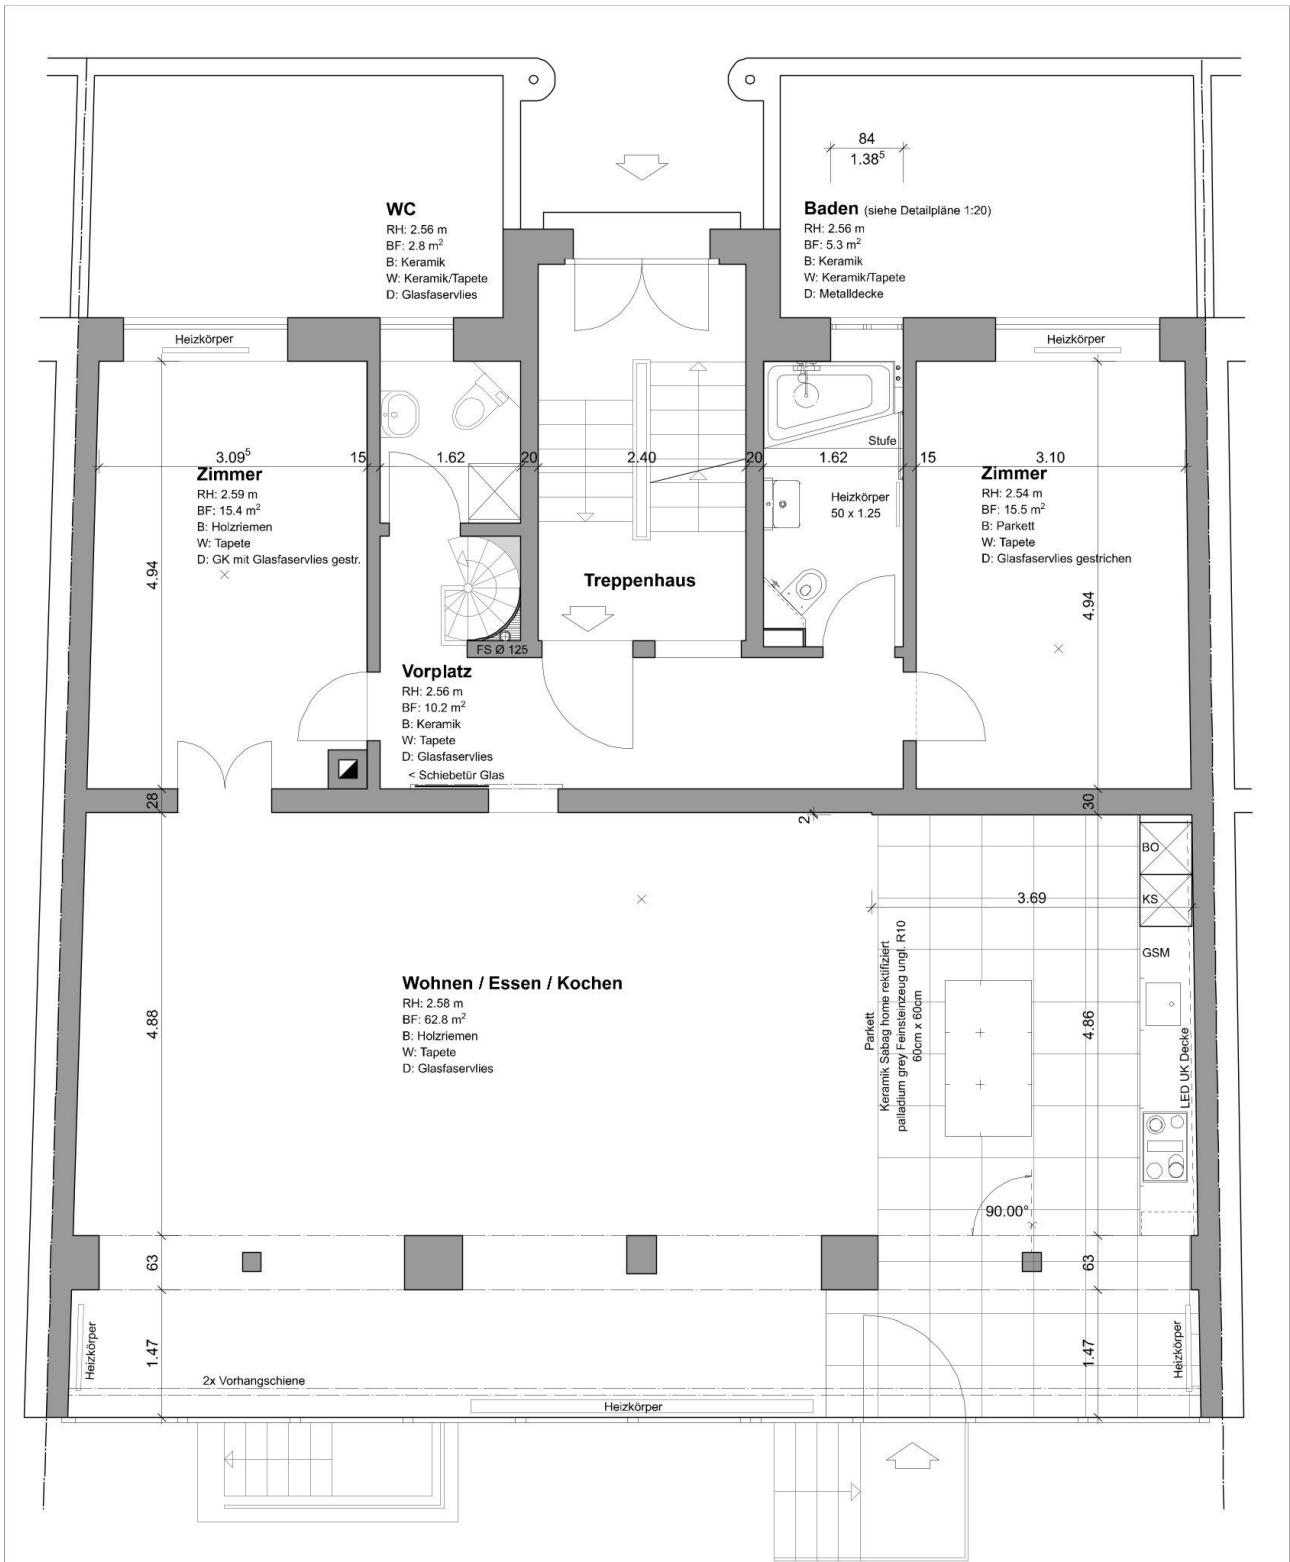 84
1.38⁵
WC
RH: 2.56 m
BF: 2.8 m²
B: Keramik
W: Keramik/Tapete
D: Glasfaservlies
Baden (siehe Detailpläne 1:20)
RH: 2.56 m
BF: 5.3 m²
B: Keramik
W: Keramik/Tapete
D: Metalldecke
Heizkörper
Heizkörper
Stufe
3.09⁵
15
1.62
20
2.40
20
1.62
15
3.10
Zimmer
RH: 2.59 m
BF: 15.4 m²
B: Holzriemen
W: Tapete
D: GK mit Glasfaservlies gestr.
Heizkörper
50 x 1.25
Zimmer
RH: 2.54 m
BF: 15.5 m²
B: Parkett
W: Tapete
D: Glasfaservlies gestrichen
4.94
Treppenhaus
4.94
FS Ø 125
Vorplatz
RH: 2.56 m
BF: 10.2 m²
B: Keramik
W: Tapete
D: Glasfaservlies
< Schiebetür Glas
28
30
2
BO
KS
3.69
GSM
Wohnen / Essen / Kochen
RH: 2.58 m
BF: 62.8 m²
B: Holzriemen
W: Tapete
D: Glasfaservlies
4.88
Parkett
Keramik Sabag home rektifiziert
palladium grey Feinsteinzeug ungl. R10
60cm x 60cm
4.86
LED UK Decke
90.00°
63
63
Heizkörper
1.47
1.47
Heizkörper
2x Vorhangschiene
Heizkörper